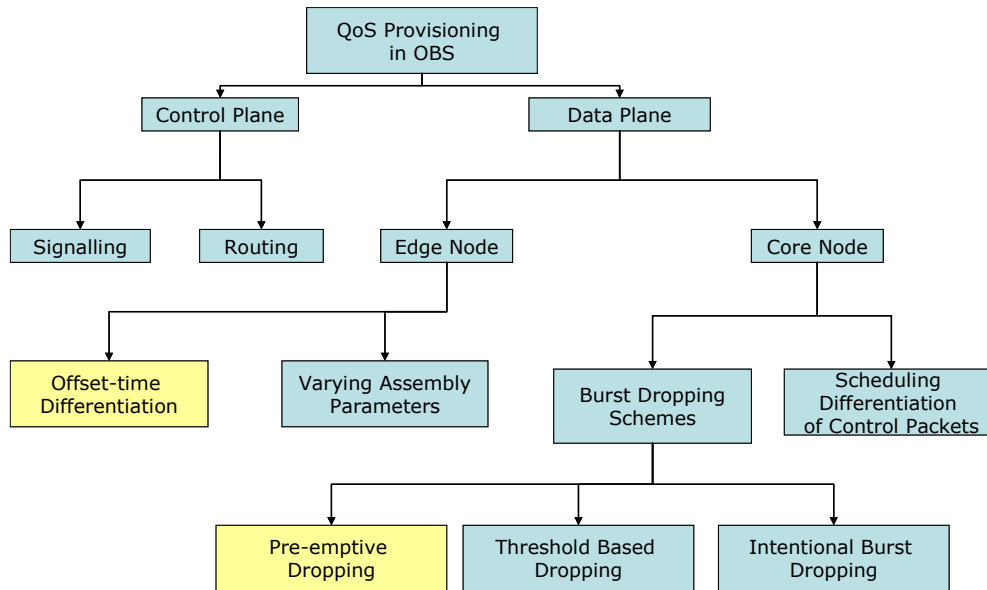 QoS Provisioning
in OBS
Control Plane
Data Plane
Signalling
Routing
Edge Node
Core Node
Offset-time
Differentiation
Varying Assembly
Parameters
Burst Dropping
Schemes
Scheduling
Differentiation
of Control Packets
Pre-emptive
Dropping
Threshold Based
Dropping
Intentional Burst
Dropping